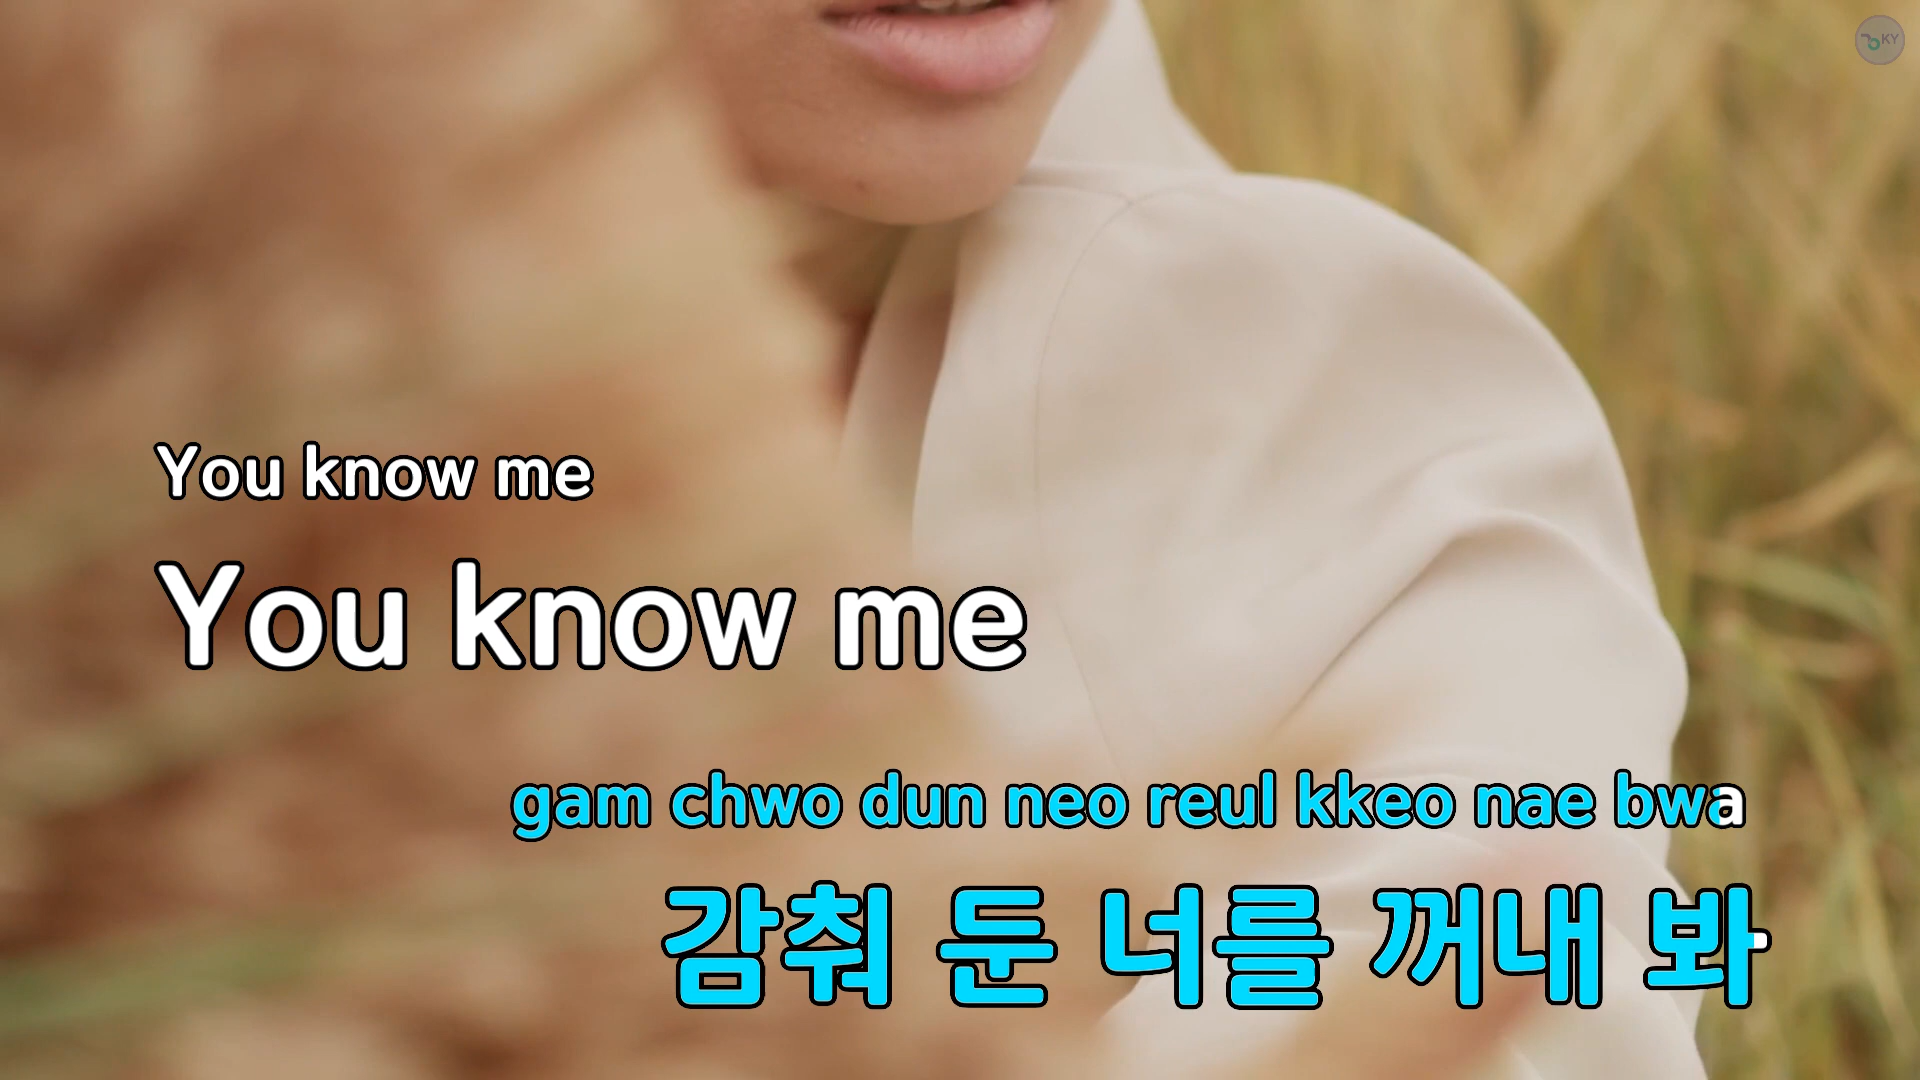 KY
You know me
You know me
gam chwo dun neo reul kkeo nae bwa
감춰 둔 너를 꺼내 봐